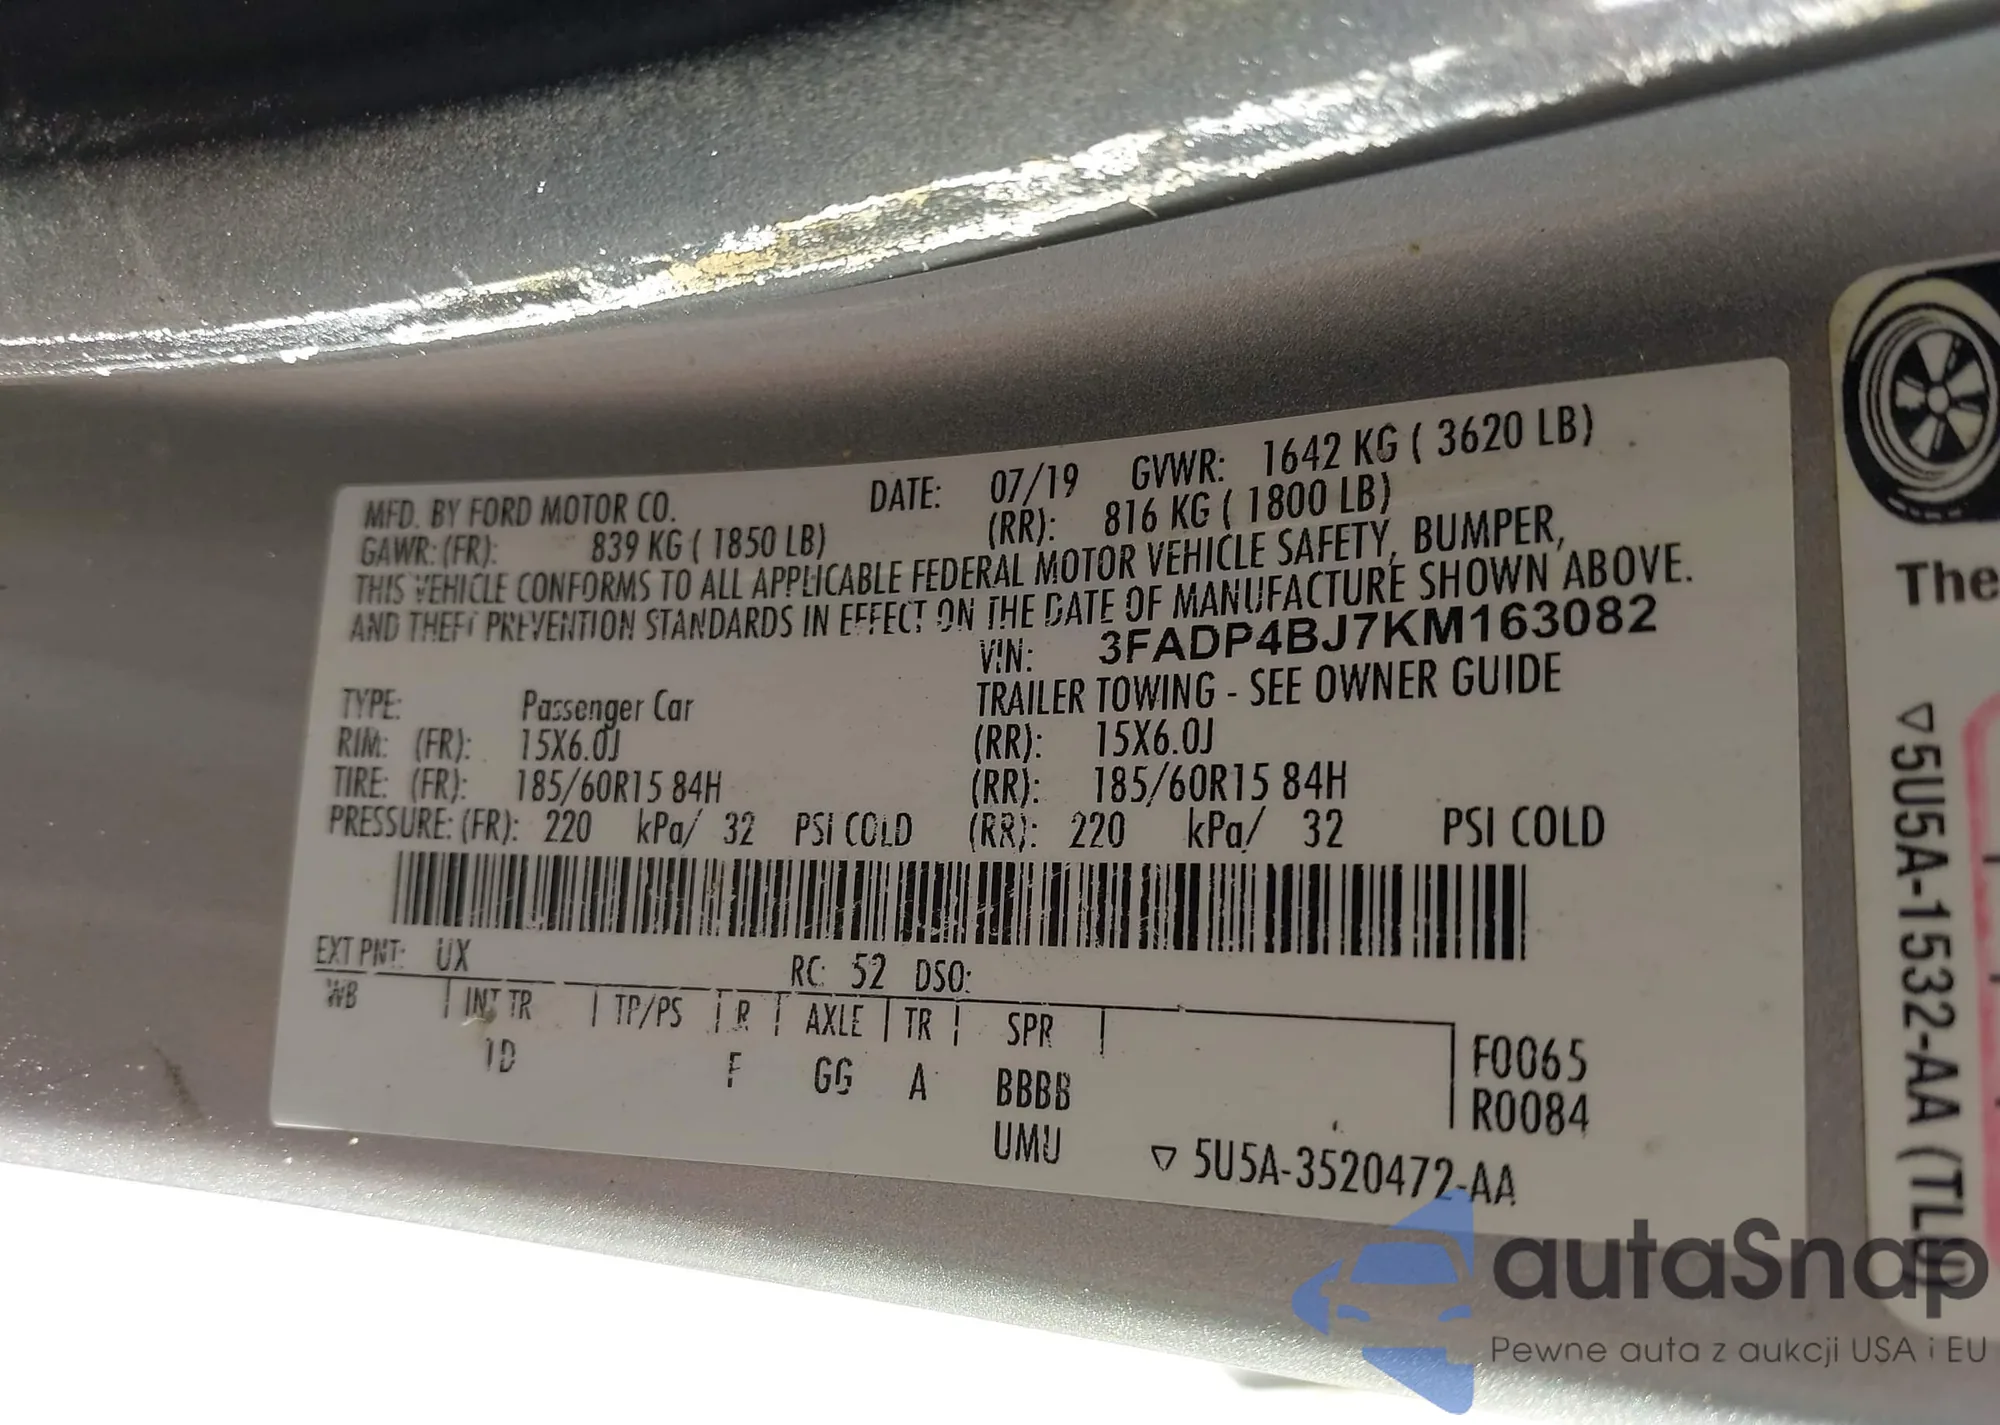 MFD. BY FORD MOTOR CO. DATE: 07/19 GVWR: 1642 KG ( 3620 LB)
GAWR: (FR): 839 KG ( 1850 LB) (RR): 816 KG ( 1800 LB)
THIS VEHICLE CONFORMS TO ALL APPLICABLE FEDERAL MOTOR VEHICLE SAFETY, BUMPER,
AND THEFT PREVENTION STANDARDS IN EFFECT ON THE DATE OF MANUFACTURE SHOWN ABOVE.
VIN: 3FADP4BJ7KM163082
TYPE: Passenger Car TRAILER TOWING - SEE OWNER GUIDE
RIM: (FR): 15X6.0J (RR): 15X6.0J
TIRE: (FR): 185/60R15 84H (RR): 185/60R15 84H
PRESSURE: (FR): 220 kPa/ 32 PSI COLD (RR): 220 kPa/ 32 PSI COLD
EXT PNT: UX RC: 52 DSO:
WB INT TR TP/PS R AXLE TR SPR
1D F GG A BBBB
UMU
F0065
R0084
▽ 5U5A-3520472-AA
The
▽5U5A-1532-AA (TLU
autaSnap
Pewne auta z aukcji USA i EU